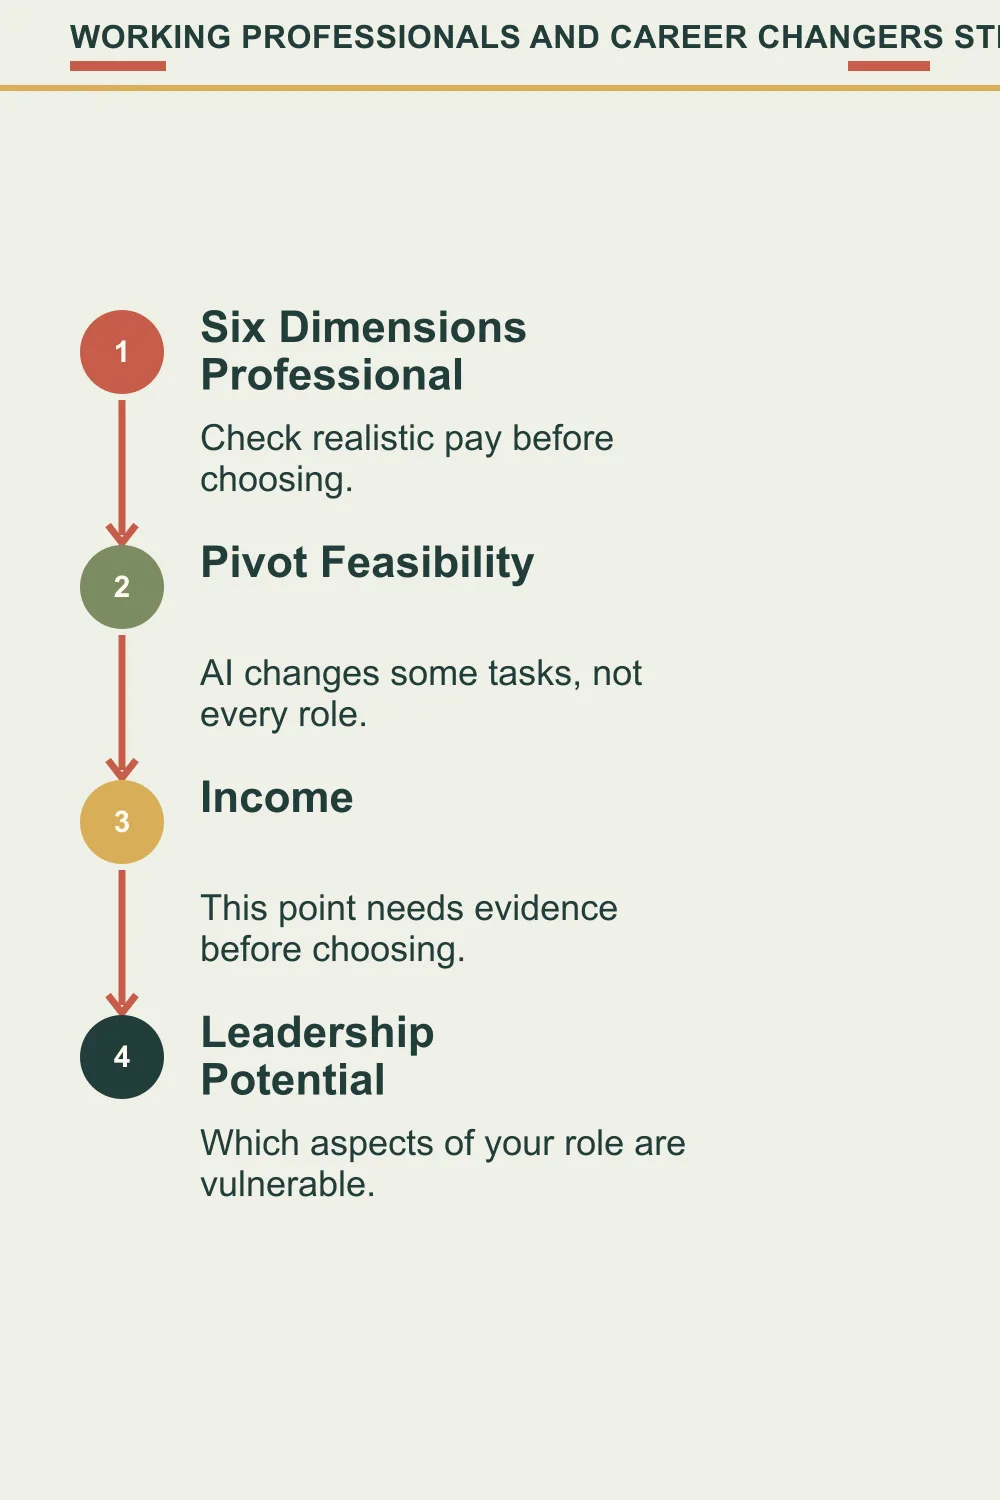 WORKING PROFESSIONALS AND CAREER CHANGERS
1
Six Dimensions
Professional
Check realistic pay before
choosing.
2
Pivot Feasibility
AI changes some tasks, not
every role.
3
Income
This point needs evidence
before choosing.
4
Leadership
Potential
Which aspects of your role are
vulnerable.